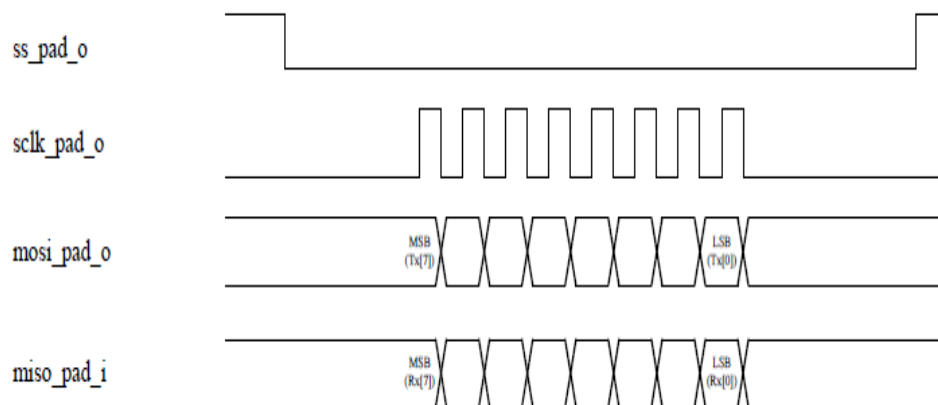 ss_pad_o
sclk_pad_o
mosi_pad_o
MSB
(Tx[7])
LSB
(Tx[0])
miso_pad_i
MSB
(Rx[7])
LSB
(Rx[0])